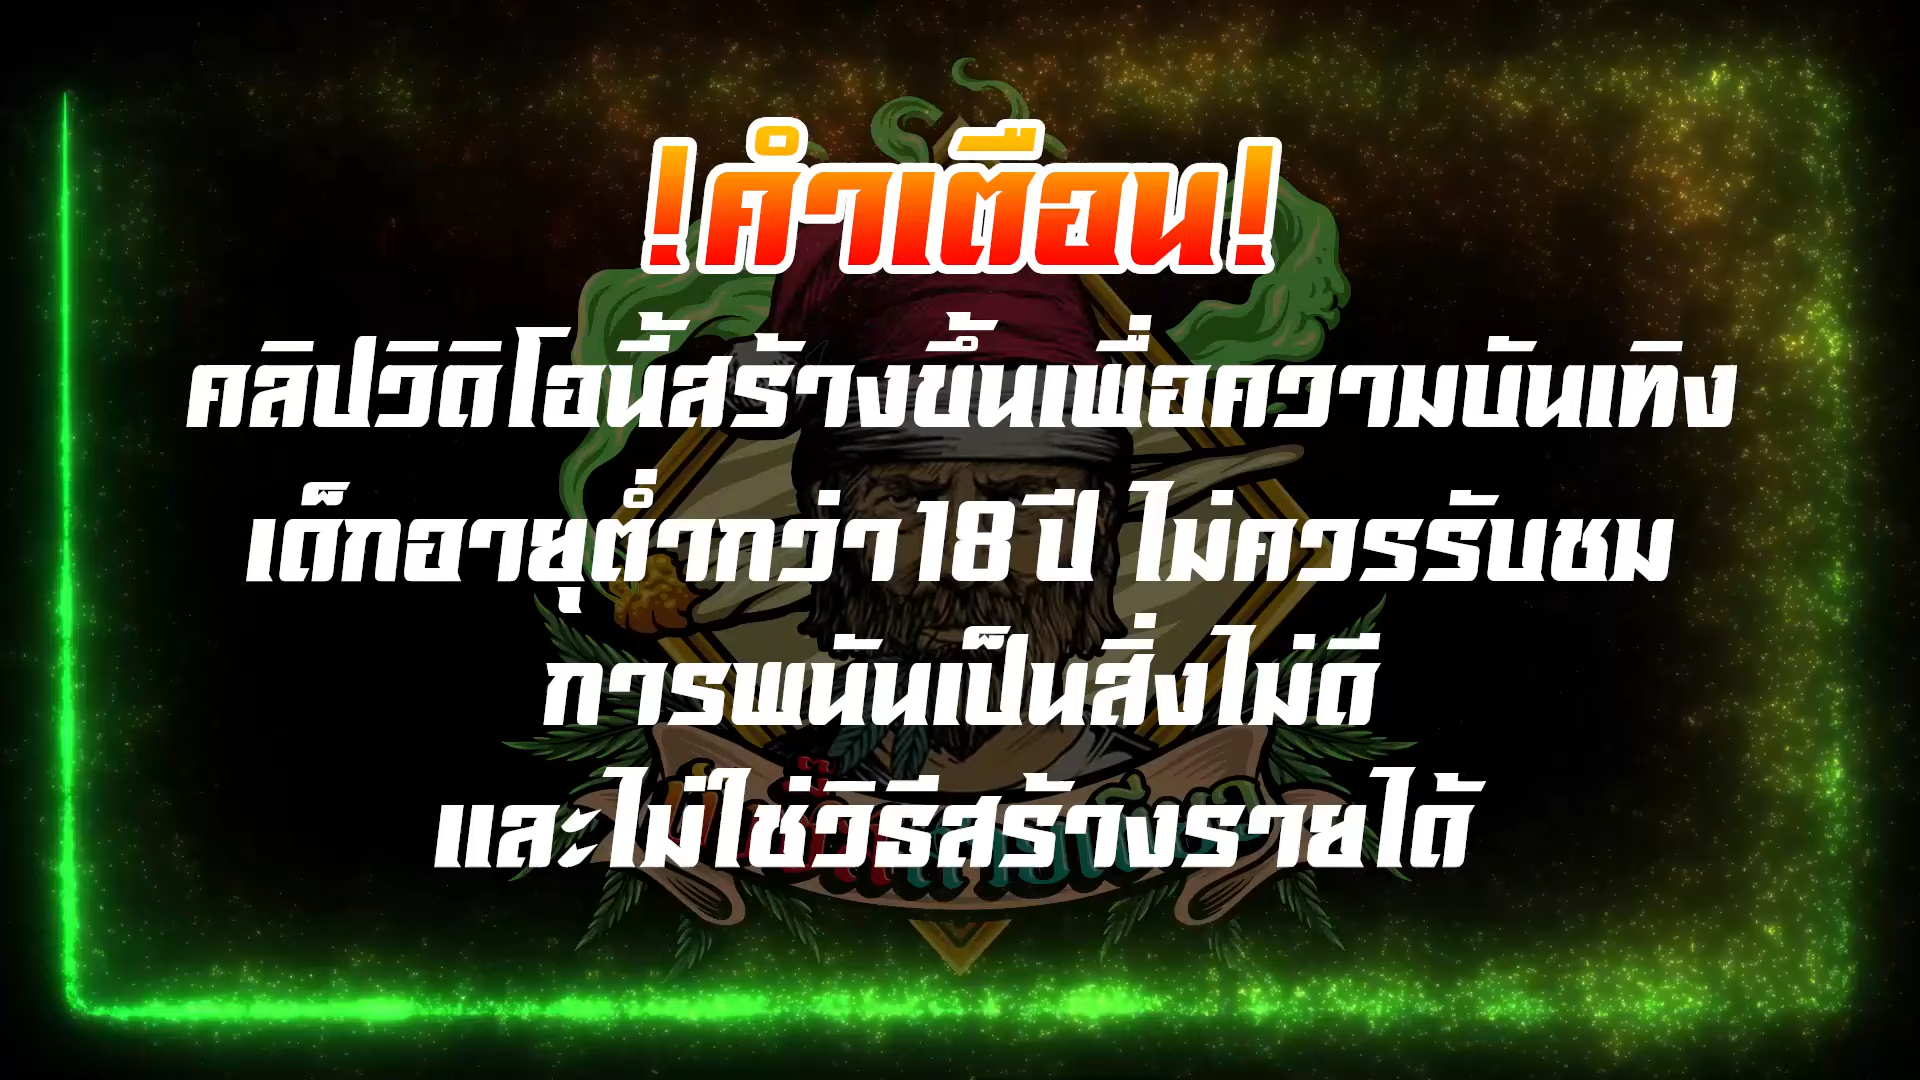 !คำเตือน!
คลิปวิดิโอนี้สร้างขึ้นเพื่อความบันเทิง
เด็กอายุต่ำกว่า 18 ปี ไม่ควรรับชม
การพนันเป็นสิ่งไม่ดี
และไม่ใช่วิธีสร้างรายได้